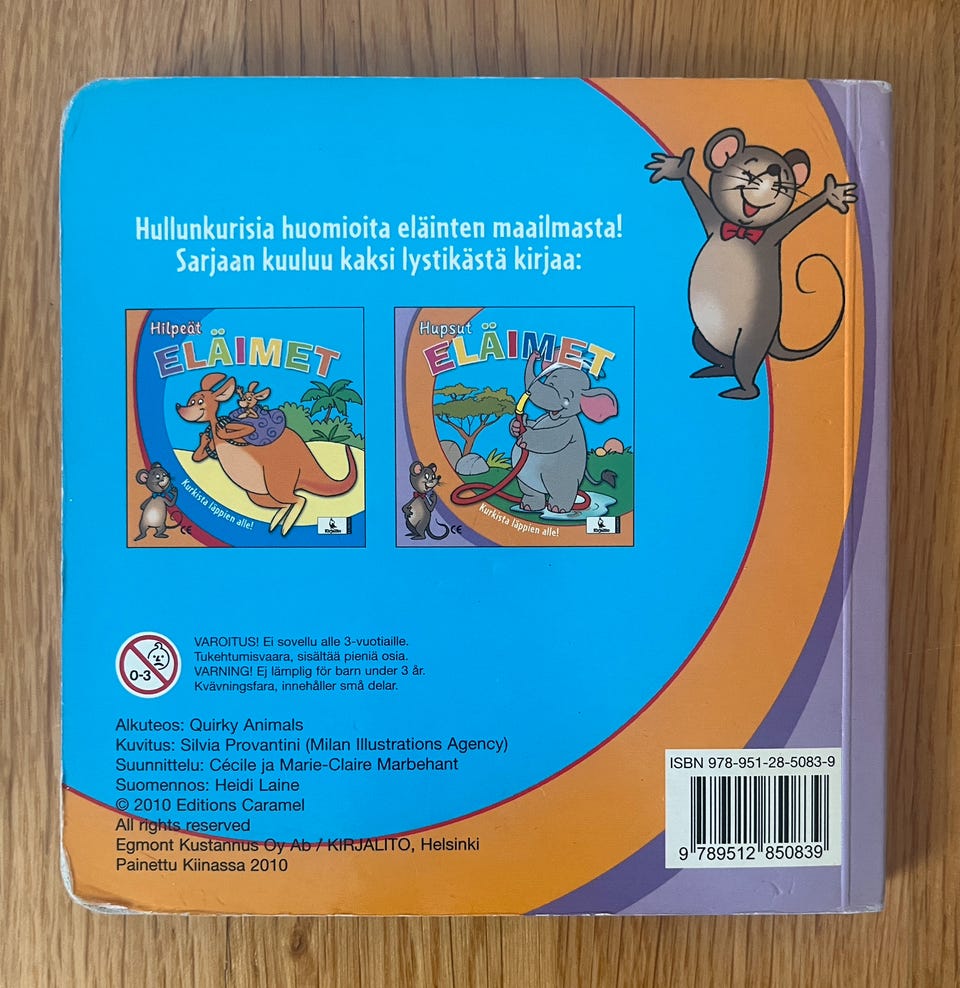 Hullunkurisia huomioita eläinten maailmasta!
Sarjaan kuuluu kaksi lystikästä kirjaa:
Hilpeät
ELÄIMET
Kurkista läppien alle!
CE
Kirjalito
Hupsut
ELÄIMET
Kurkista läppien alle!
CE
Kirjalito
0-3
VAROITUS! Ei sovellu alle 3-vuotiaille.
Tukehtumisvaara, sisältää pieniä osia.
VARNING! Ej lämplig för barn under 3 år.
Kvävningsfara, innehåller små delar.
Alkuteos: Quirky Animals
Kuvitus: Silvia Provantini (Milan Illustrations Agency)
Suunnittelu: Cécile ja Marie-Claire Marbehant
Suomennos: Heidi Laine
© 2010 Editions Caramel
All rights reserved
Egmont Kustannus Oy Ab / KIRJALITO, Helsinki
Painettu Kiinassa 2010
ISBN 978-951-28-5083-9
9 789512 850839